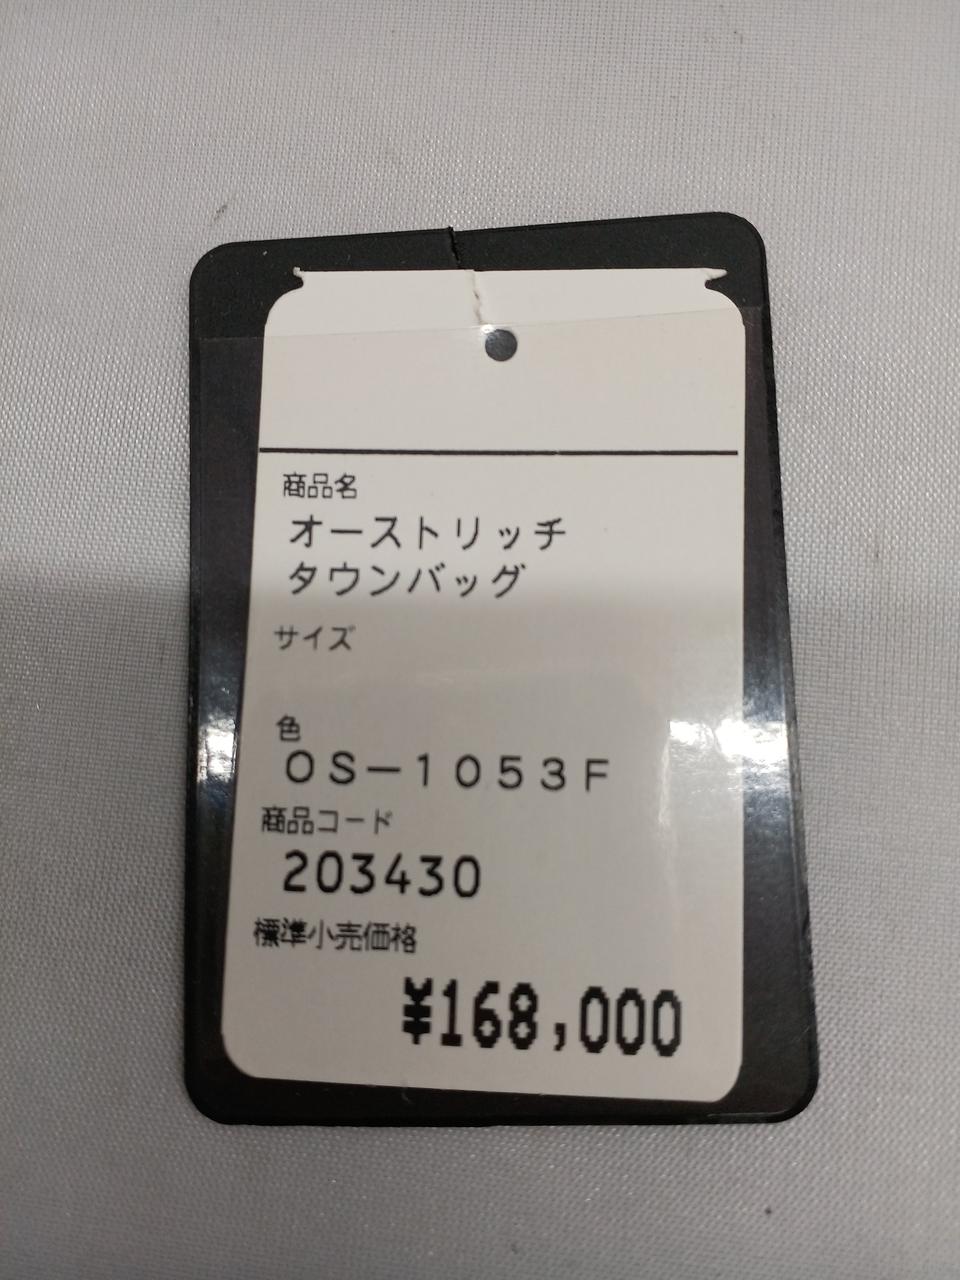 商品名
オーストリッチ
タウンバッグ
サイズ
色
ＯＳ－１０５３Ｆ
商品コード
203430
標準小売価格
¥168,000